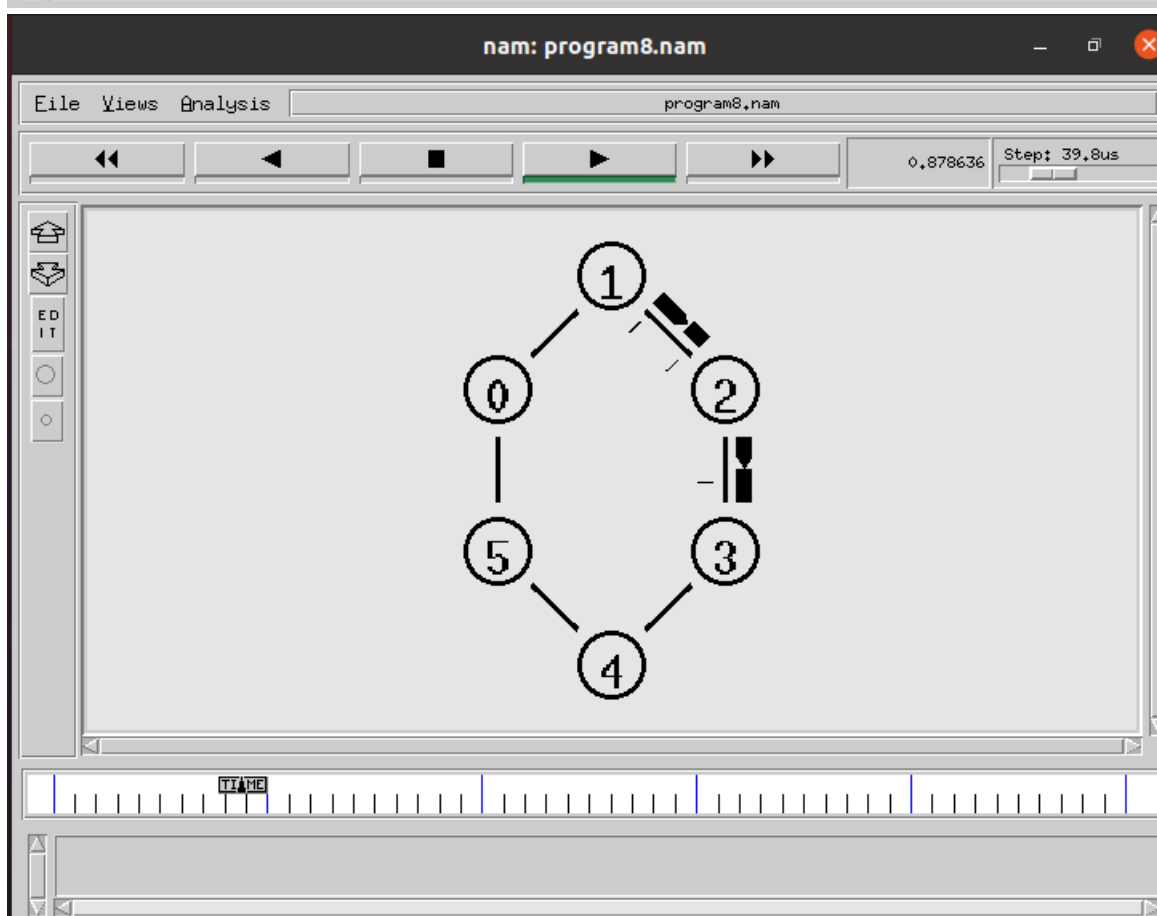 nam: program8.nam
Eile Views Analysis program8.nam
0.878636 Step: 39.8us
1
ED
IT
0
2
5
3
4
TIME